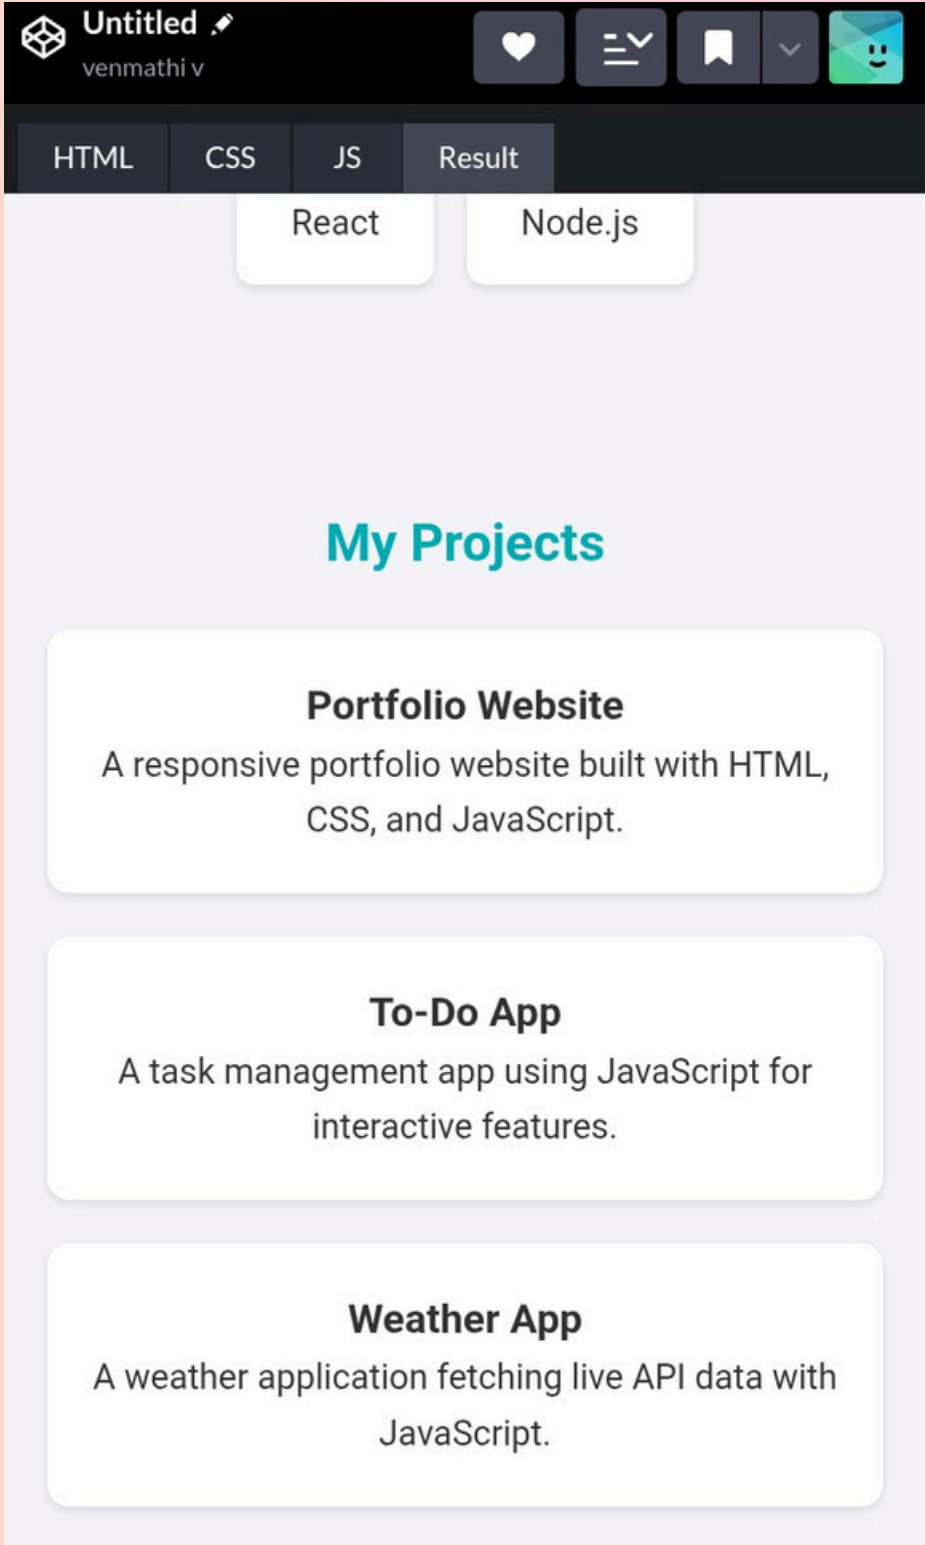 Untitled
venmathi v
HTML CSS JS Result
React Node.js
My Projects
Portfolio Website
A responsive portfolio website built with HTML,
CSS, and JavaScript.
To-Do App
A task management app using JavaScript for
interactive features.
Weather App
A weather application fetching live API data with
JavaScript.